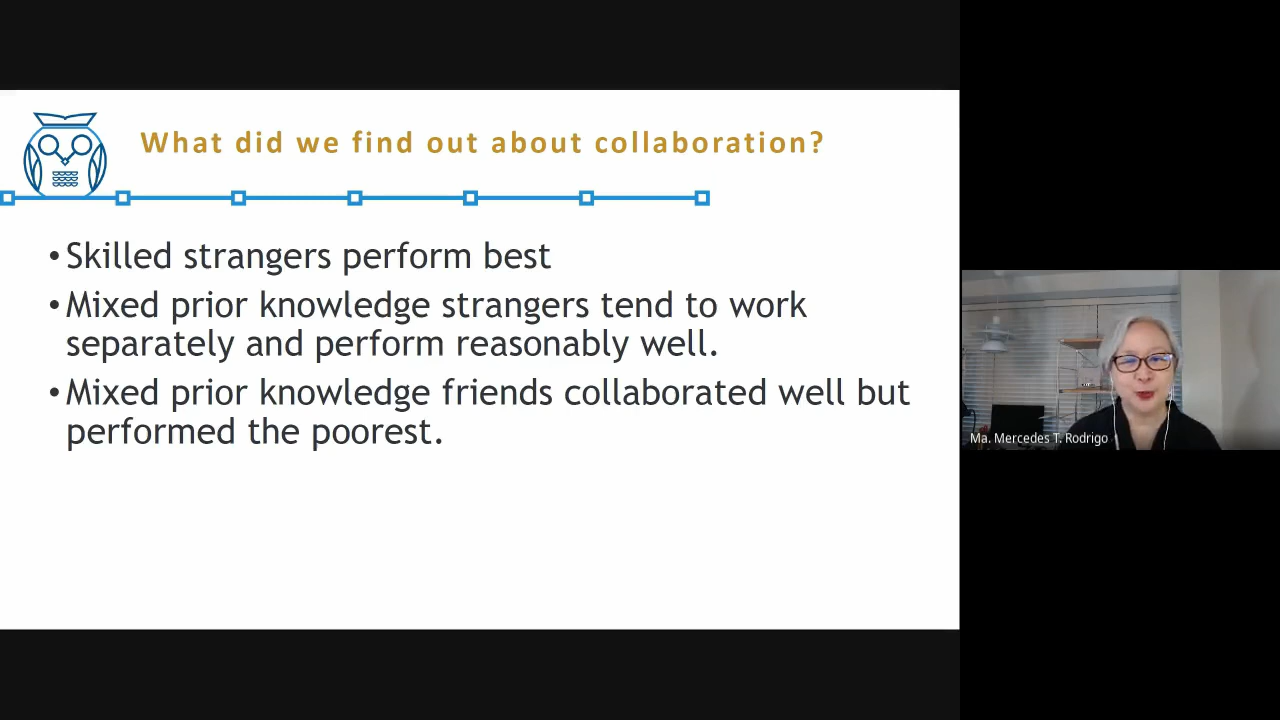 What did we find out about collaboration?
•Skilled strangers perform best
•Mixed prior knowledge strangers tend to work
separately and perform reasonably well.
•Mixed prior knowledge friends collaborated well but
performed the poorest.
Ma. Mercedes T. Rodrigo